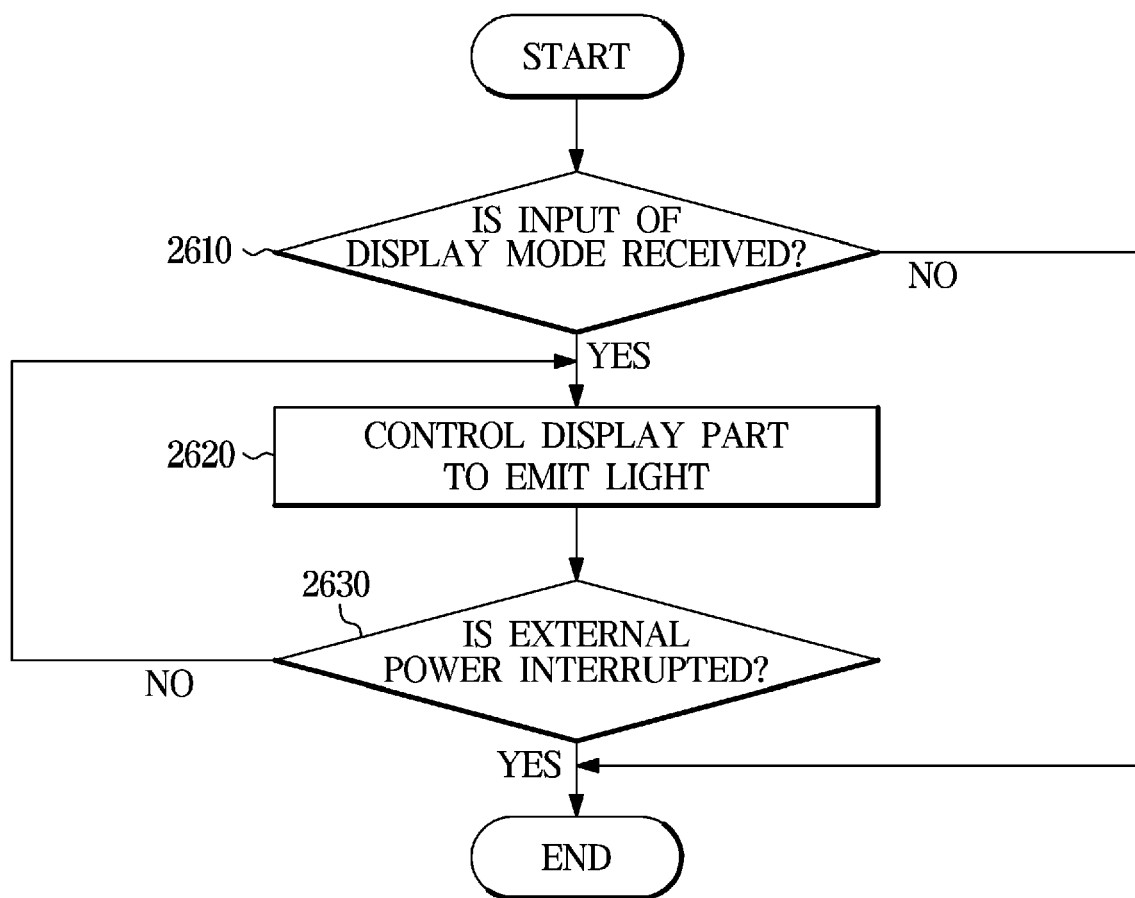 START
IS INPUT OF
DISPLAY MODE RECEIVED?
2610
NO
YES
CONTROL DISPLAY PART
TO EMIT LIGHT
2620
2630
IS EXTERNAL
POWER INTERRUPTED?
NO
YES
END